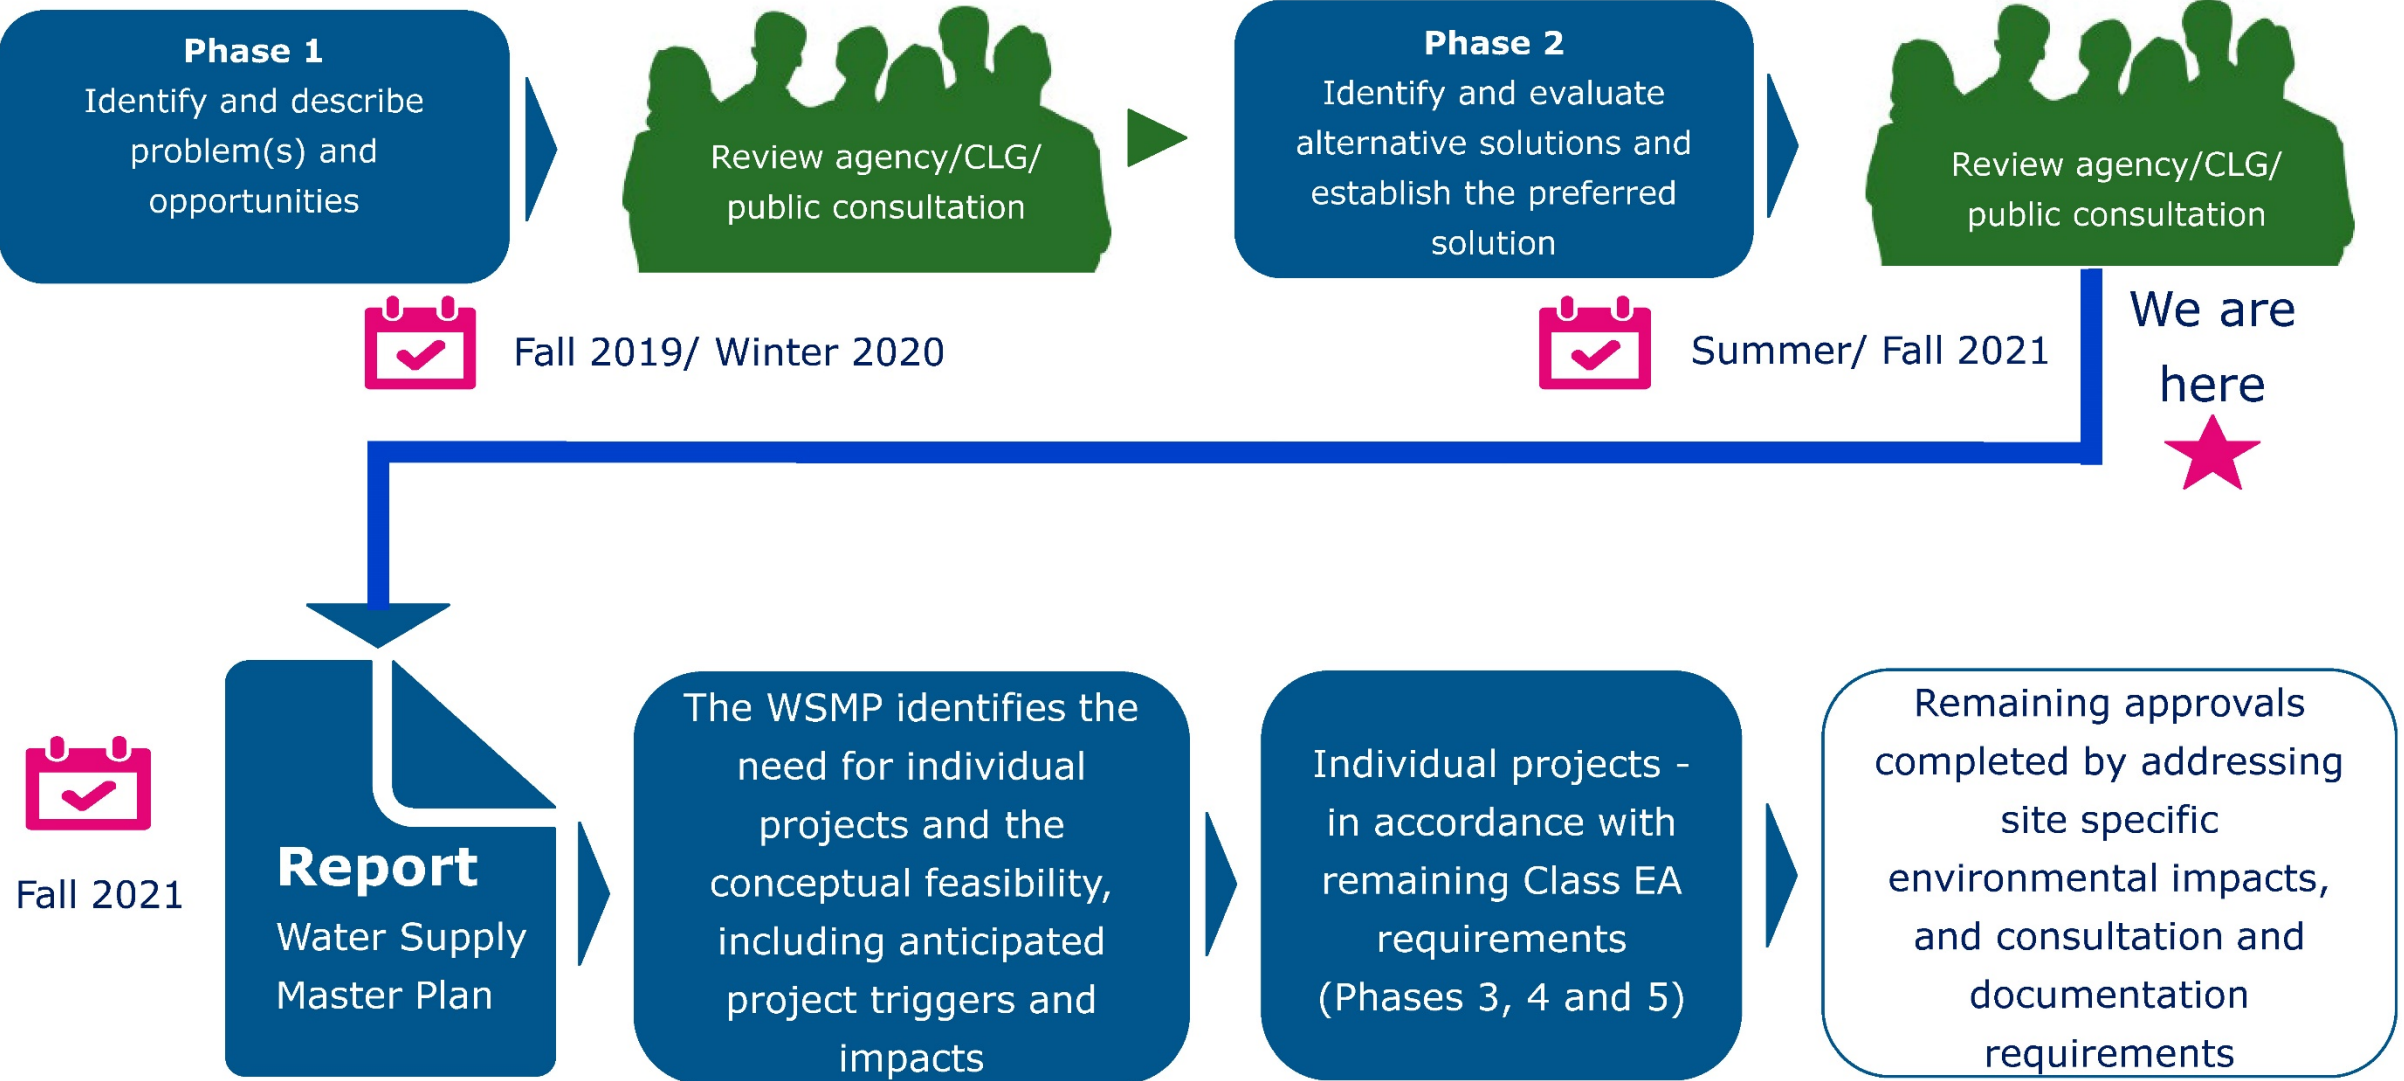 Phase 1
Identify and describe
problem(s) and
opportunities
Review agency/CLG/
public consultation
Phase 2
Identify and evaluate
alternative solutions and
establish the preferred
solution
Review agency/CLG/
public consultation
Fall 2019/ Winter 2020
Summer/ Fall 2021
We are
here
Fall 2021
Report
Water Supply
Master Plan
The WSMP identifies the
need for individual
projects and the
conceptual feasibility,
including anticipated
project triggers and
impacts
Individual projects -
in accordance with
remaining Class EA
requirements
(Phases 3, 4 and 5)
Remaining approvals
completed by addressing
site specific
environmental impacts,
and consultation and
documentation
requirements